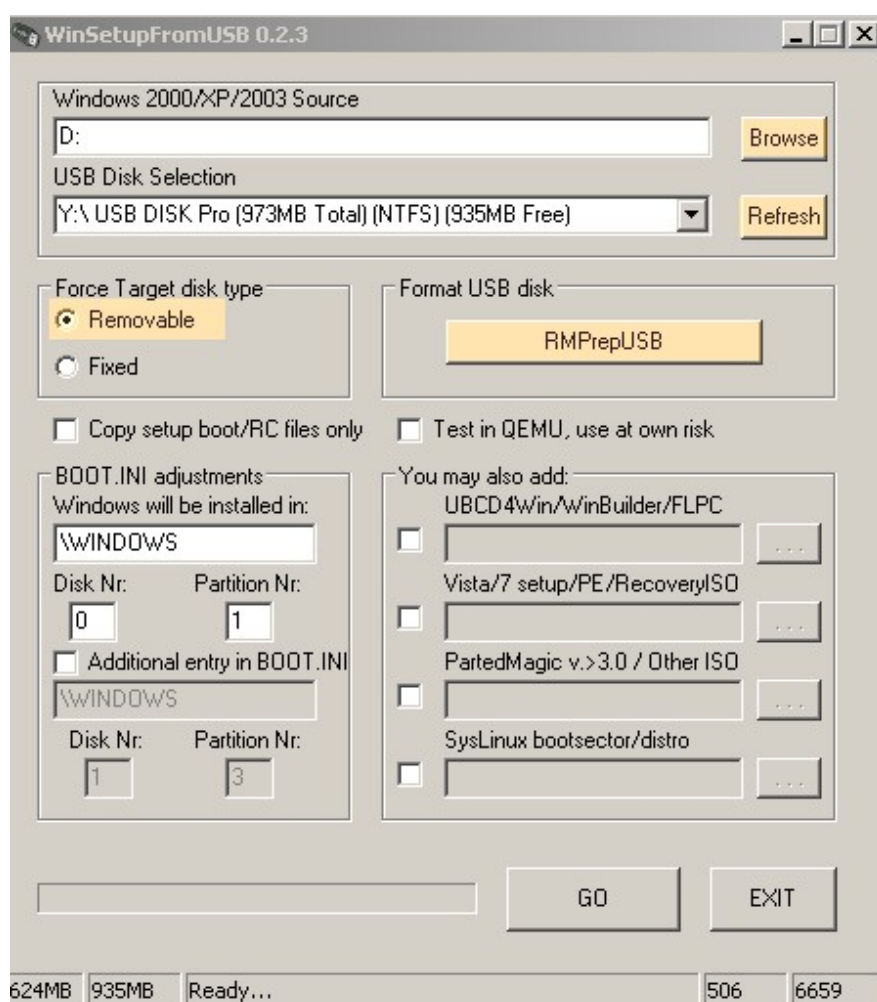 WinSetupFromUSB 0.2.3
Windows 2000/XP/2003 Source
D:
Browse
USB Disk Selection
Y:\ USB DISK Pro (973MB Total) (NTFS) (935MB Free)
Refresh
Force Target disk type
Removable
Fixed
Format USB disk
RMPrepUSB
Copy setup boot/RC files only
Test in QEMU, use at own risk
BOOT.INI adjustments
Windows will be installed in:
\WINDOWS
Disk Nr: Partition Nr:
0 1
Additional entry in BOOT.INI
\WINDOWS
Disk Nr: Partition Nr:
1 3
You may also add:
UBCD4Win/WinBuilder/FLPC
...
Vista/7 setup/PE/RecoveryISO
...
PartedMagic v.>3.0 / Other ISO
...
SysLinux bootsector/distro
...
GO
EXIT
624MB 935MB Ready... 506 6659